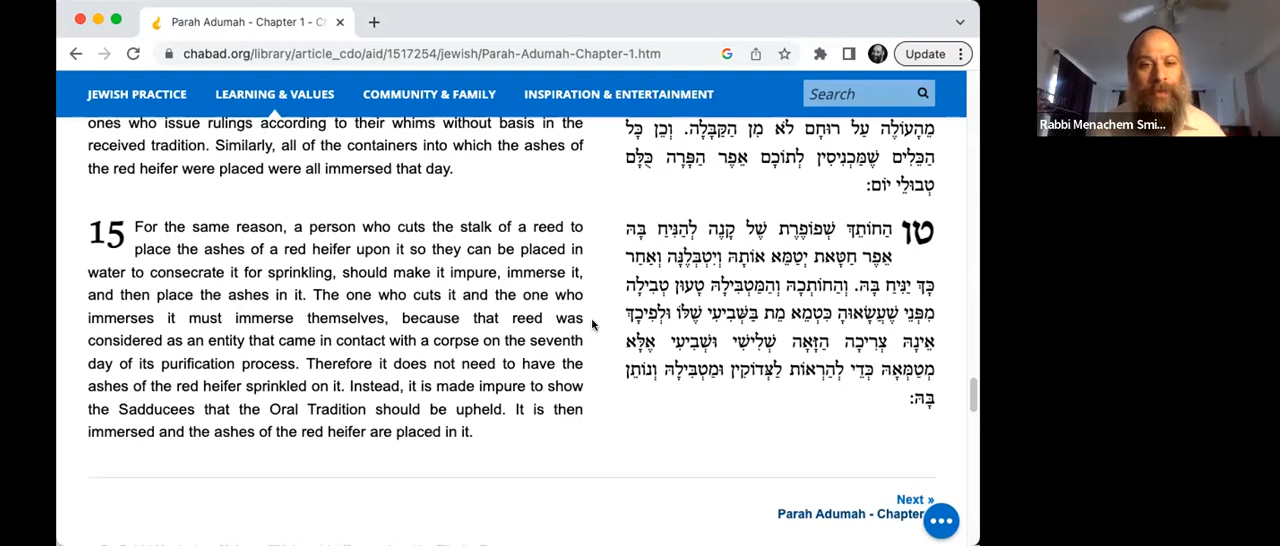 Parah Adumah - Chapter 1 - C
chabad.org/library/article_cdo/aid/1517254/jewish/Parah-Adumah-Chapter-1.htm
Update
JEWISH PRACTICE
LEARNING & VALUES
COMMUNITY & FAMILY
INSPIRATION & ENTERTAINMENT
Search
Rabbi Menachem Smi...
ones who issue rulings according to their whims without basis in the
received tradition. Similarly, all of the containers into which the ashes of
the red heifer were placed were all immersed that day.
מֵהָעוֹלֶה עַל רוּחָם לֹא מִן הַקַּבָּלָה. וְכֵן כָּל
הַכֵּלִים שֶׁמַּכְנִיסִין לְתוֹכָם אֵפֶר הַפָּרָה כֻּלָּם
טְבוּלֵי יוֹם:
15 For the same reason, a person who cuts the stalk of a reed to
place the ashes of a red heifer upon it so they can be placed in
water to consecrate it for sprinkling, should make it impure, immerse it,
and then place the ashes in it. The one who cuts it and the one who
immerses it must immerse themselves, because that reed was
considered as an entity that came in contact with a corpse on the seventh
day of its purification process. Therefore it does not need to have the
ashes of the red heifer sprinkled on it. Instead, it is made impure to show
the Sadducees that the Oral Tradition should be upheld. It is then
immersed and the ashes of the red heifer are placed in it.
טו הַחוֹתֵךְ שְׁפוֹפֶרֶת שֶׁל קָנֶה לְהַנִּיחַ בָּהּ
אֵפֶר חַטָּאת יְטַמֵּא אוֹתָהּ וְיִטְבְּלֶנָּה וְאַחַר
כָּךְ יַנִּיחַ בָּהּ. וְהַחוֹתְכָהּ וְהַמַּטְבִּילָהּ טָעוּן טְבִילָה
מִפְּנֵי שֶׁעֲשָׂאוּהָ כִּטְמֵא מֵת בַּשְּׁבִיעִי שֶׁלּוֹ וּלְפִיכָךְ
אֵינָהּ צְרִיכָה הַזָּאָה שְׁלִישִׁי וּשְׁבִיעִי אֶלָּא
מְטַמְּאָהּ כְּדֵי לְהַרְאוֹת לַצְּדוֹקִין וּמַטְבִּילָהּ וְנוֹתֵן
בָּהּ:
Next »
Parah Adumah - Chapter